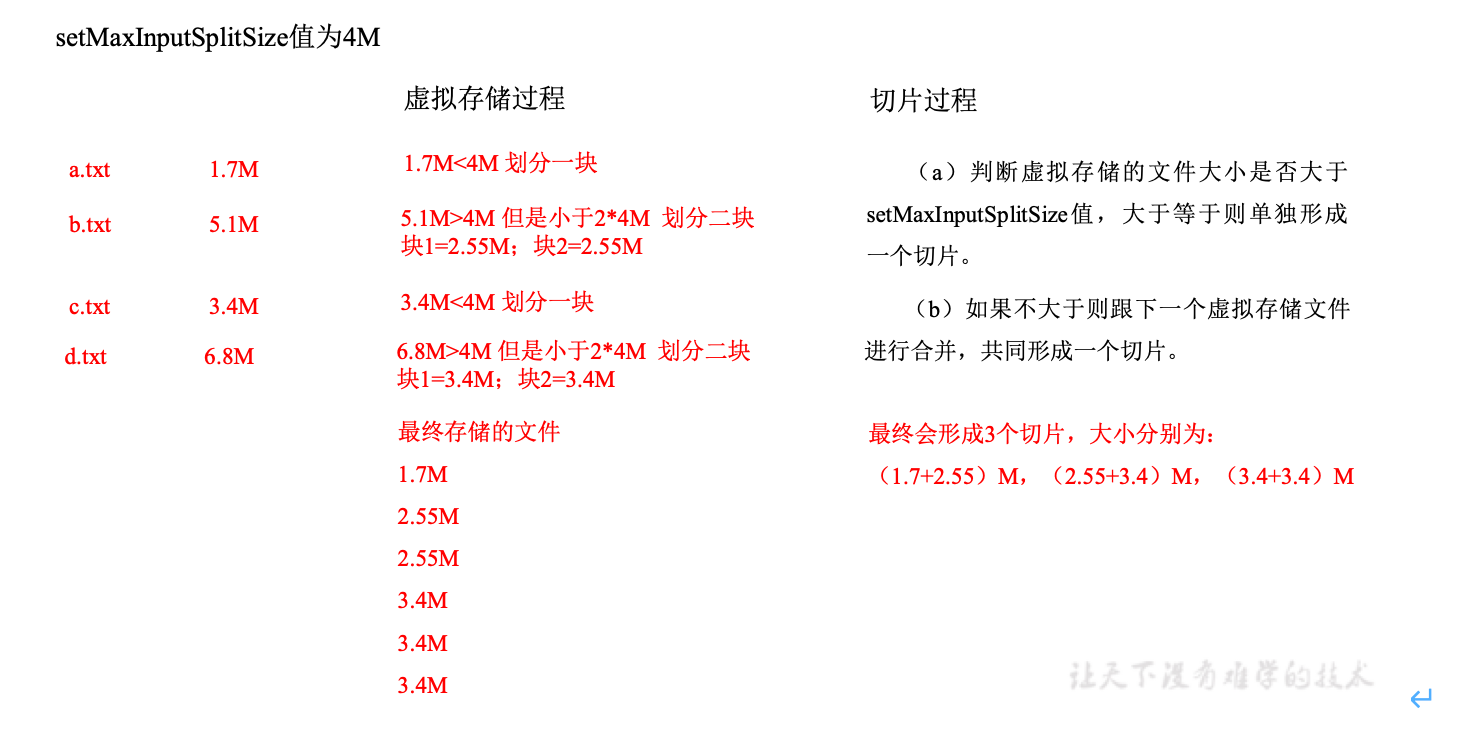 setMaxInputSplitSize值为4M
虚拟存储过程
切片过程
a.txt 1.7M 1.7M<4M 划分一块
b.txt 5.1M 5.1M>4M 但是小于2*4M 划分二块
块1=2.55M；块2=2.55M
c.txt 3.4M 3.4M<4M 划分一块
d.txt 6.8M 6.8M>4M 但是小于2*4M 划分二块
块1=3.4M；块2=3.4M
最终存储的文件
1.7M
2.55M
2.55M
3.4M
3.4M
3.4M
（a）判断虚拟存储的文件大小是否大于
setMaxInputSplitSize值，大于等于则单独形成
一个切片。
（b）如果不大于则跟下一个虚拟存储文件
进行合并，共同形成一个切片。
最终会形成3个切片，大小分别为：
（1.7+2.55）M，（2.55+3.4）M，（3.4+3.4）M
让天下没有难学的技术